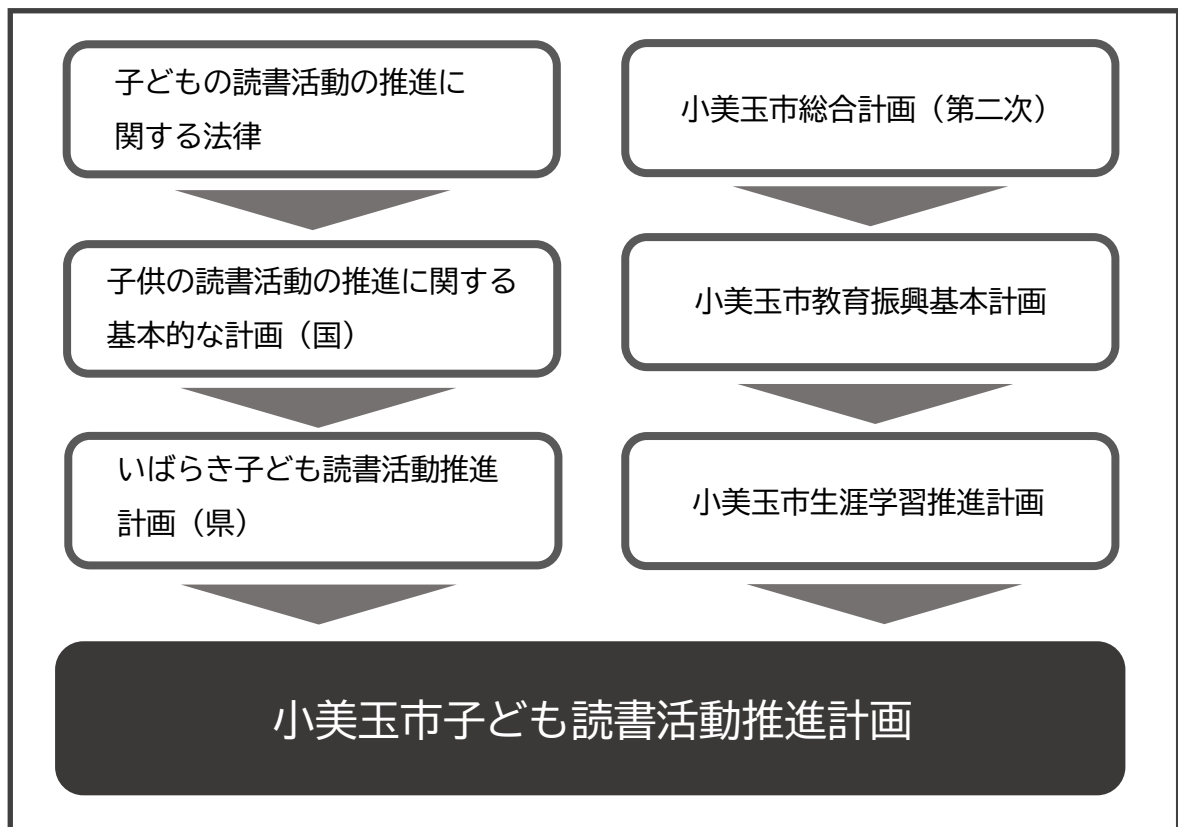 子どもの読書活動の推進に
関する法律
子供の読書活動の推進に関する
基本的な計画（国）
いばらき子ども読書活動推進
計画（県）
小美玉市総合計画（第二次）
小美玉市教育振興基本計画
小美玉市生涯学習推進計画
小美玉市子ども読書活動推進計画